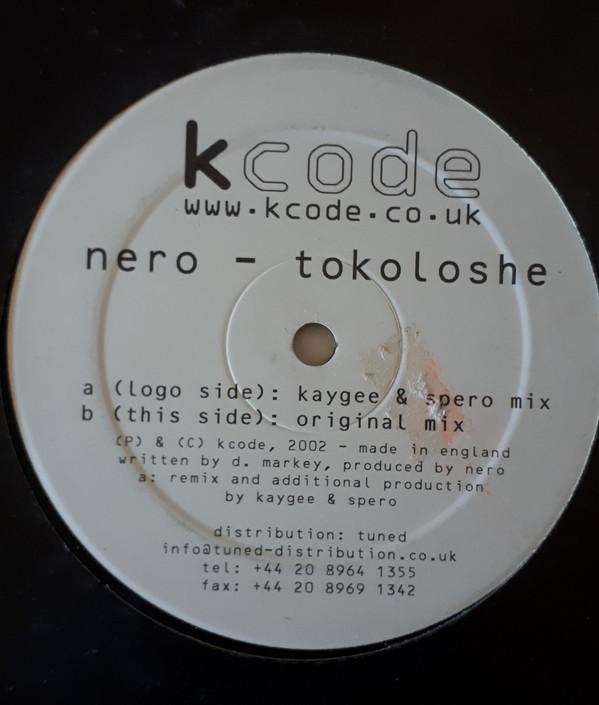 kcode
www.kcode.co.uk
nero - tokoloshe
a (logo side): kaygee & spero mix
b (this side): original mix
(P) & (C) kcode, 2002 - made in england
written by d. markey, produced by nero
a: remix and additional production
by kaygee & spero
distribution: tuned
info@tuned-distribution.co.uk
tel: +44 20 8964 1355
fax: +44 20 8969 1342